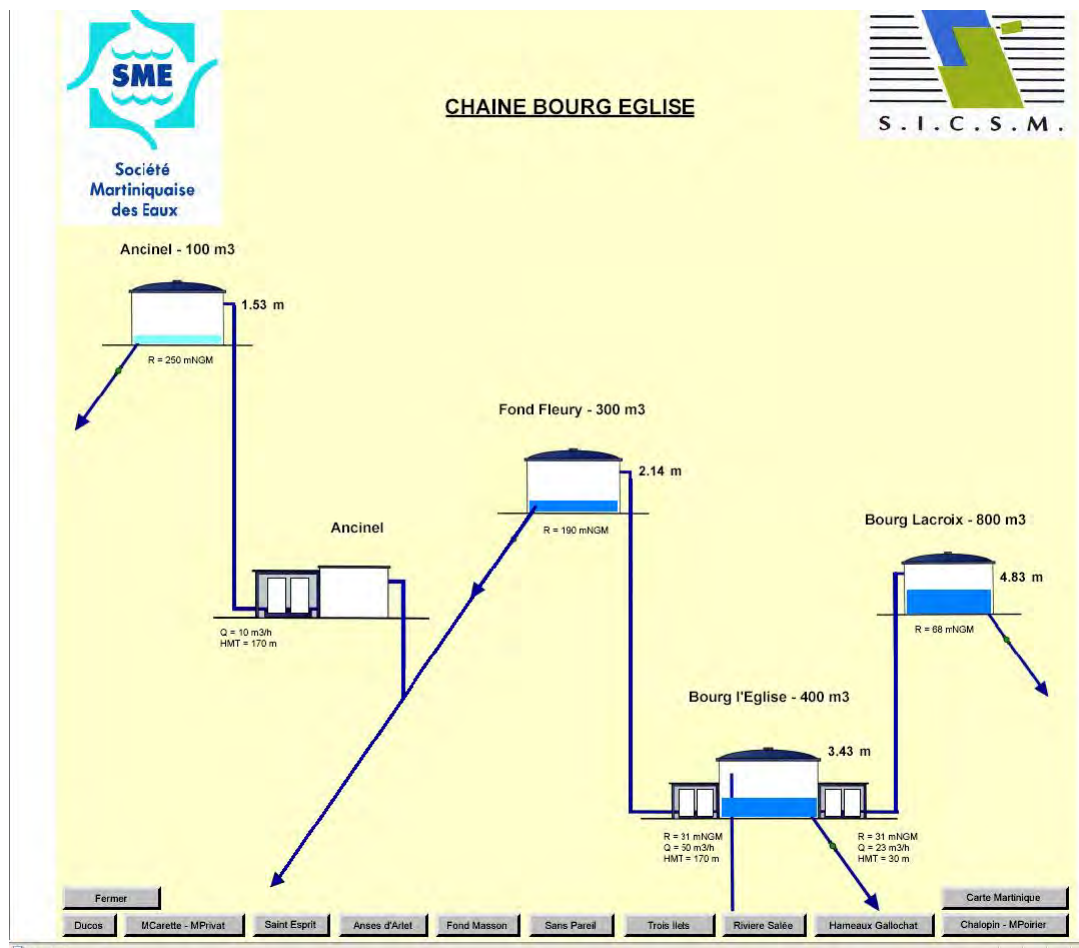 SME
Société
Martiniquaise
des Eaux
CHAINE BOURG EGLISE
S.I.C.S.M.
Ancinel - 100 m3
1.53 m
R = 250 mNGM
Fond Fleury - 300 m3
2.14 m
R = 190 mNGM
Ancinel
Q = 10 m3/h
HMT = 170 m
Bourg Lacroix - 800 m3
4.83 m
R = 68 mNGM
Bourg l'Eglise - 400 m3
3.43 m
R = 31 mNGM
Q = 50 m3/h
HMT = 170 m
R = 31 mNGM
Q = 23 m3/h
HMT = 30 m
Fermer
Carte Martinique
Ducos
MCarette - MPrivat
Saint Esprit
Anses d'Arlet
Fond Masson
Sans Pareil
Trois Ilets
Riviere Salée
Hameaux Gallochat
Chalopin - MPoirier